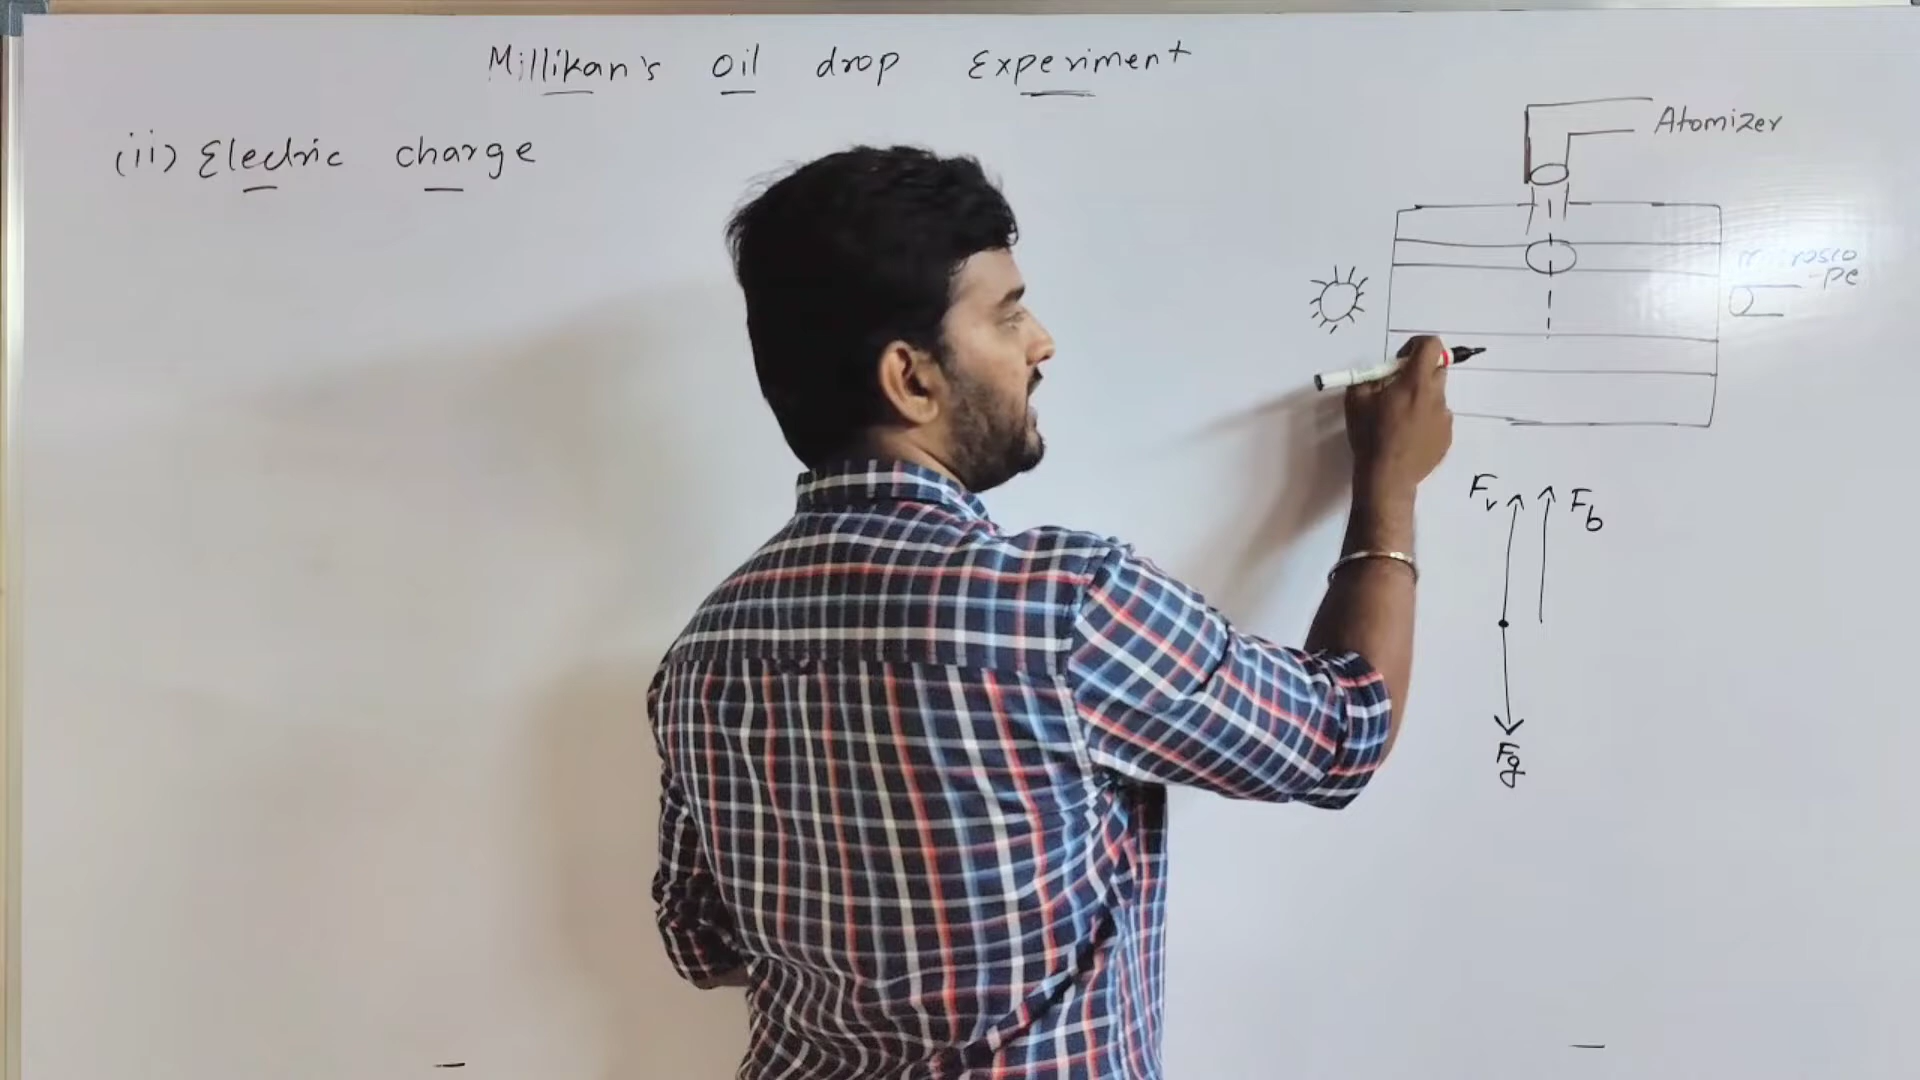 Millikan's Oil drop Experiment
(ii) Electric charge
Atomizer
microsco
-pe
Fv
Fb
Fg